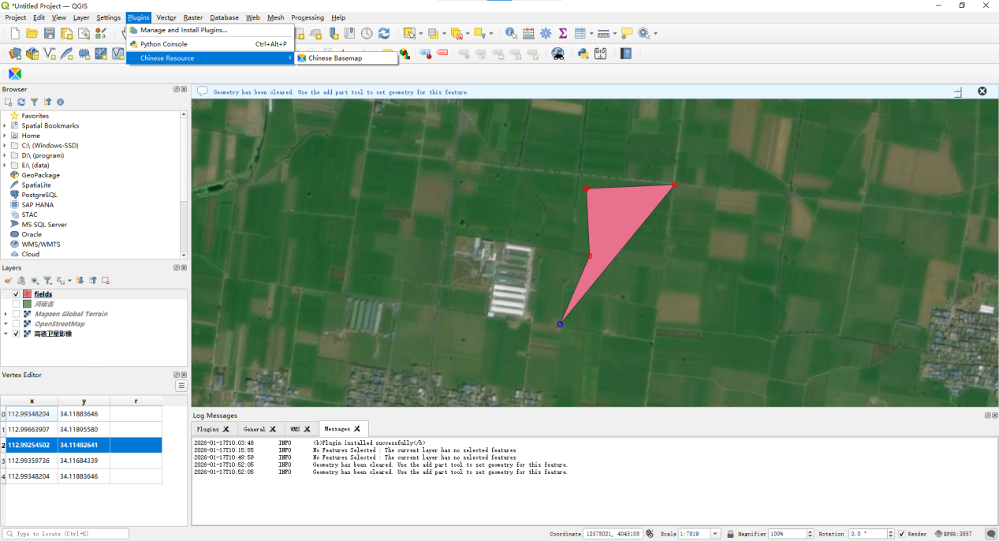 *Untitled Project — QGIS
Project Edit View Layer Settings Plugins Vector Raster Database Web Mesh Processing Help
Manage and Install Plugins...
Python Console Ctrl+Alt+P
Chinese Resource
Chinese Basemap
Browser
Geometry has been cleared. Use the add part tool to set geometry for this feature.
Favorites
Spatial Bookmarks
Home
C:\ (Windows-SSD)
D:\ (program)
E:\ (data)
GeoPackage
SpatiaLite
PostgreSQL
SAP HANA
STAC
MS SQL Server
Oracle
WMS/WMTS
Cloud
Layers
fields
河南省
Mapzen Global Terrain
OpenStreetMap
高德卫星影像
Vertex Editor
x y r
0 112.99348204 34.11883646
1 112.99663907 34.11895580
2 112.99254502 34.11482641
3 112.99359736 34.11684339
4 112.99348204 34.11883646
Log Messages
Plugins General WMS Messages
2026-01-17T10:03:48 INFO <b>Plugin installed successfully</b>
2026-01-17T10:15:55 INFO No Features Selected : The current layer has no selected features
2026-01-17T10:49:59 INFO No Features Selected : The current layer has no selected features
2026-01-17T10:52:05 INFO Geometry has been cleared. Use the add part tool to set geometry for this feature.
2026-01-17T10:52:05 INFO Geometry has been cleared. Use the add part tool to set geometry for this feature.
Type to locate (Ctrl+K) Coordinate 12578021, 4045108 Scale 1:7819 Magnifier 100% Rotation 0.0 ° Render EPSG:3857